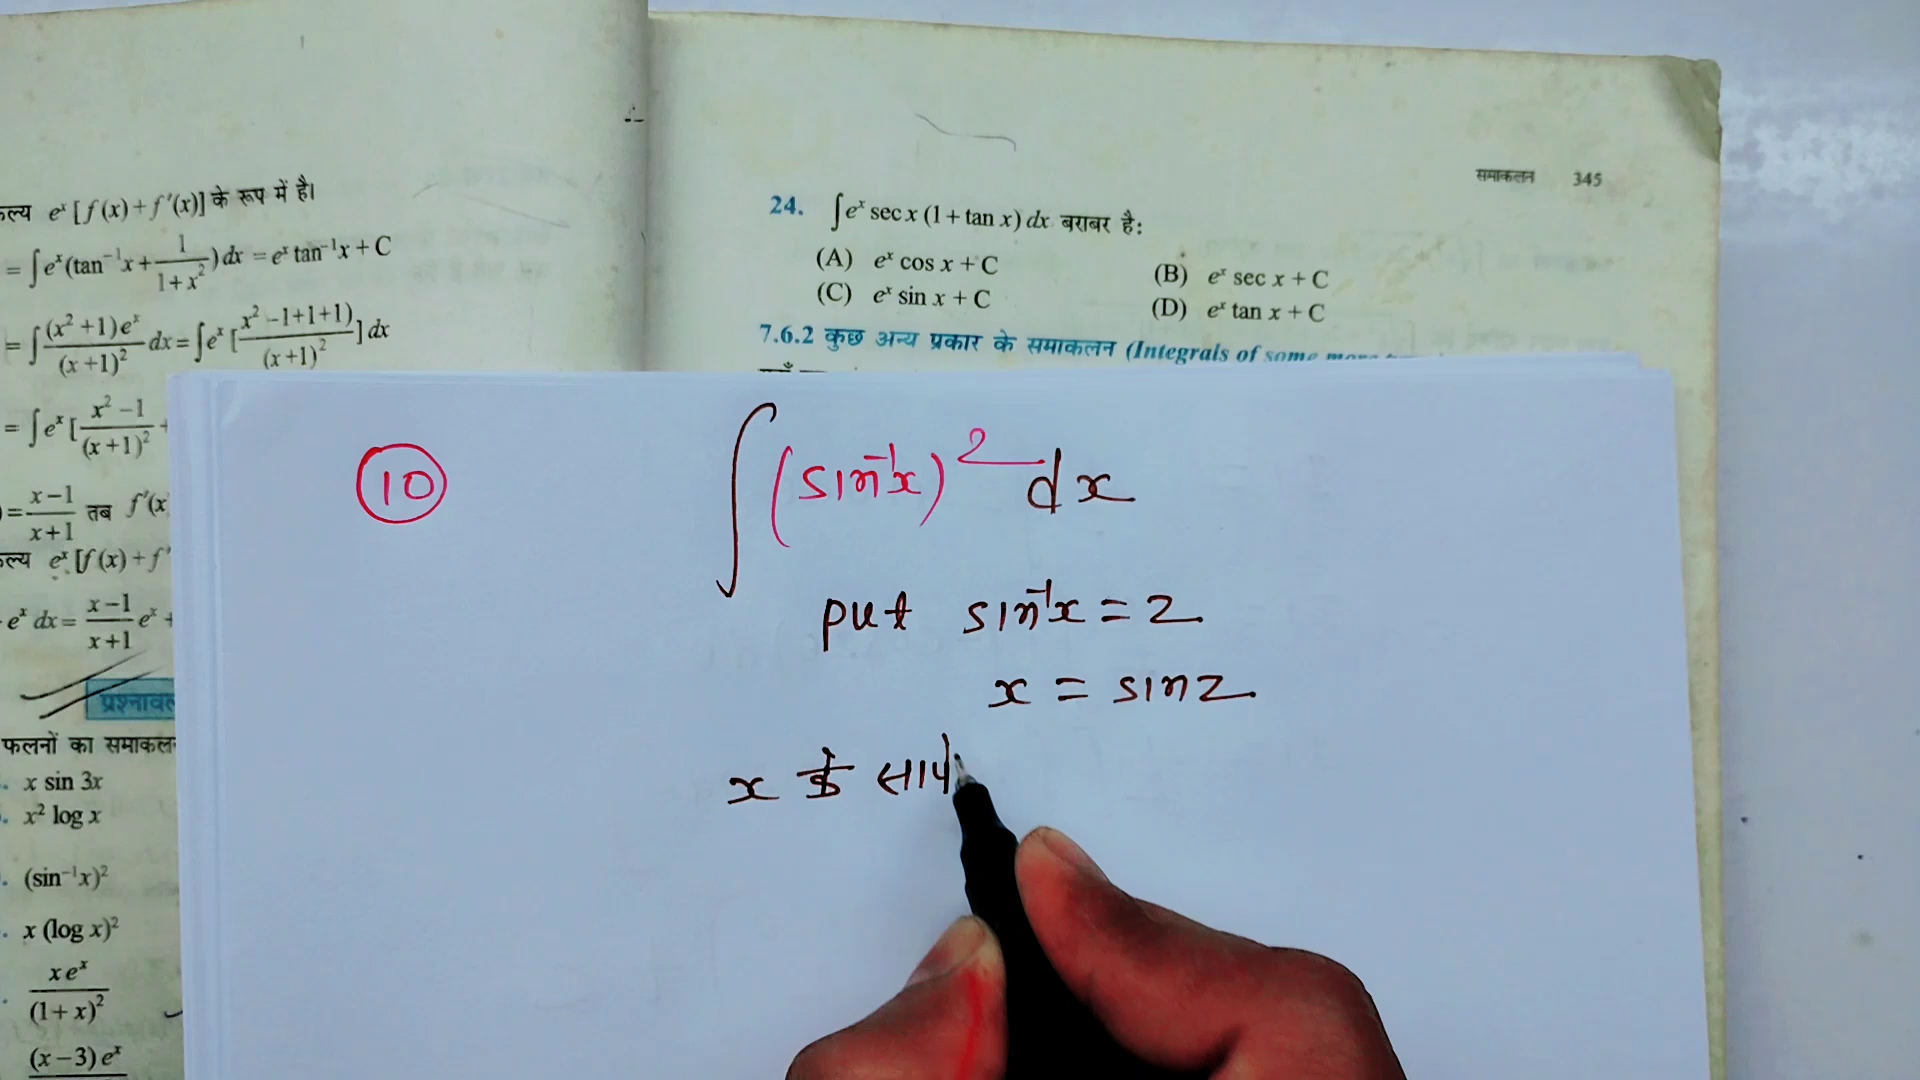 ल्य eˣ [f(x)+f′(x)] के रूप में है।
= ∫eˣ(tan⁻¹x+1/(1+x²))dx = eˣ tan⁻¹x + C
= ∫(x²+1)eˣ/(x+1)² dx = ∫eˣ[(x²-1+1+1)/(x+1)²] dx
= ∫eˣ[(x²-1)/(x+1)² +
= (x-1)/(x+1) तब f′(x)
ल्य eˣ [f(x)+f′
eˣ dx = (x-1)/(x+1) eˣ +
प्रश्नावल
फलनों का समाकलन
. x sin 3x
. x² log x
. (sin⁻¹x)²
. x (log x)²
. xeˣ/(1+x)²
(x-3)eˣ
समाकलन 345
24. ∫eˣ sec x (1+tan x) dx बराबर है:
(A) eˣ cos x + C (B) eˣ sec x + C
(C) eˣ sin x + C (D) eˣ tan x + C
7.6.2 कुछ अन्य प्रकार के समाकलन (Integrals of some more
(10) ∫(sin⁻¹x)² dx
put sin⁻¹x = z
x = sin z
x के सापे